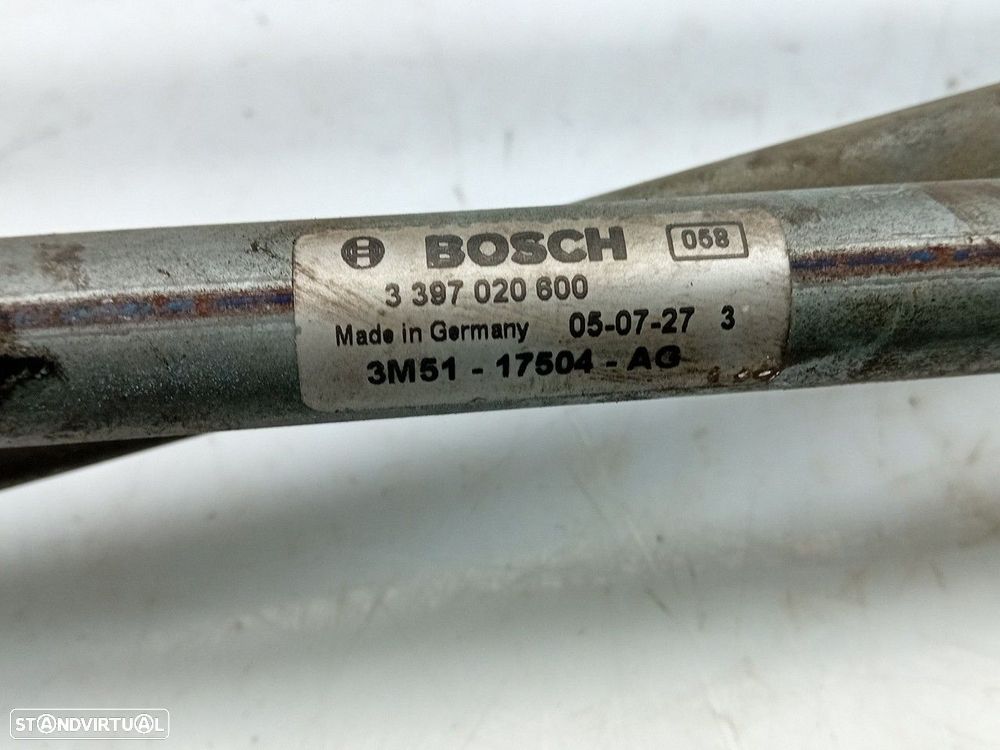 BOSCH 058
3 397 020 600
Made in Germany 05-07-27 3
3M51 - 17504 - AG
STANDVIRTUAL